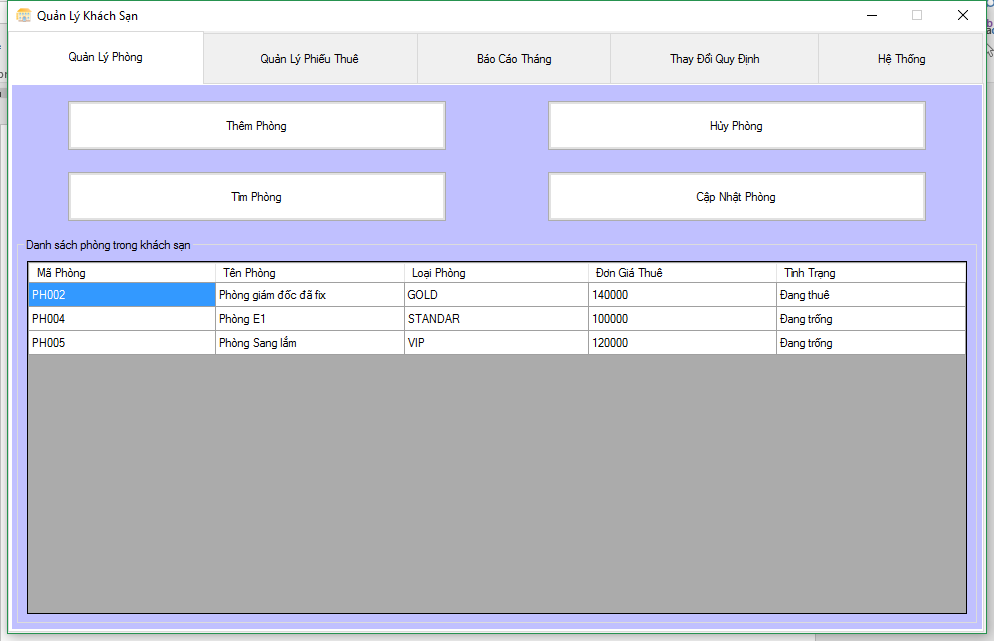 Quản Lý Khách Sạn
Quản Lý Phòng Quản Lý Phiếu Thuê Báo Cáo Tháng Thay Đổi Quy Định Hệ Thống
Thêm Phòng Hủy Phòng
Tìm Phòng Cập Nhật Phòng
Danh sách phòng trong khách sạn
Mã Phòng Tên Phòng Loại Phòng Đơn Giá Thuê Tình Trạng
PH002 Phòng giám đốc đã fix GOLD 140000 Đang thuê
PH004 Phòng E1 STANDAR 100000 Đang trống
PH005 Phòng Sang lắm VIP 120000 Đang trống